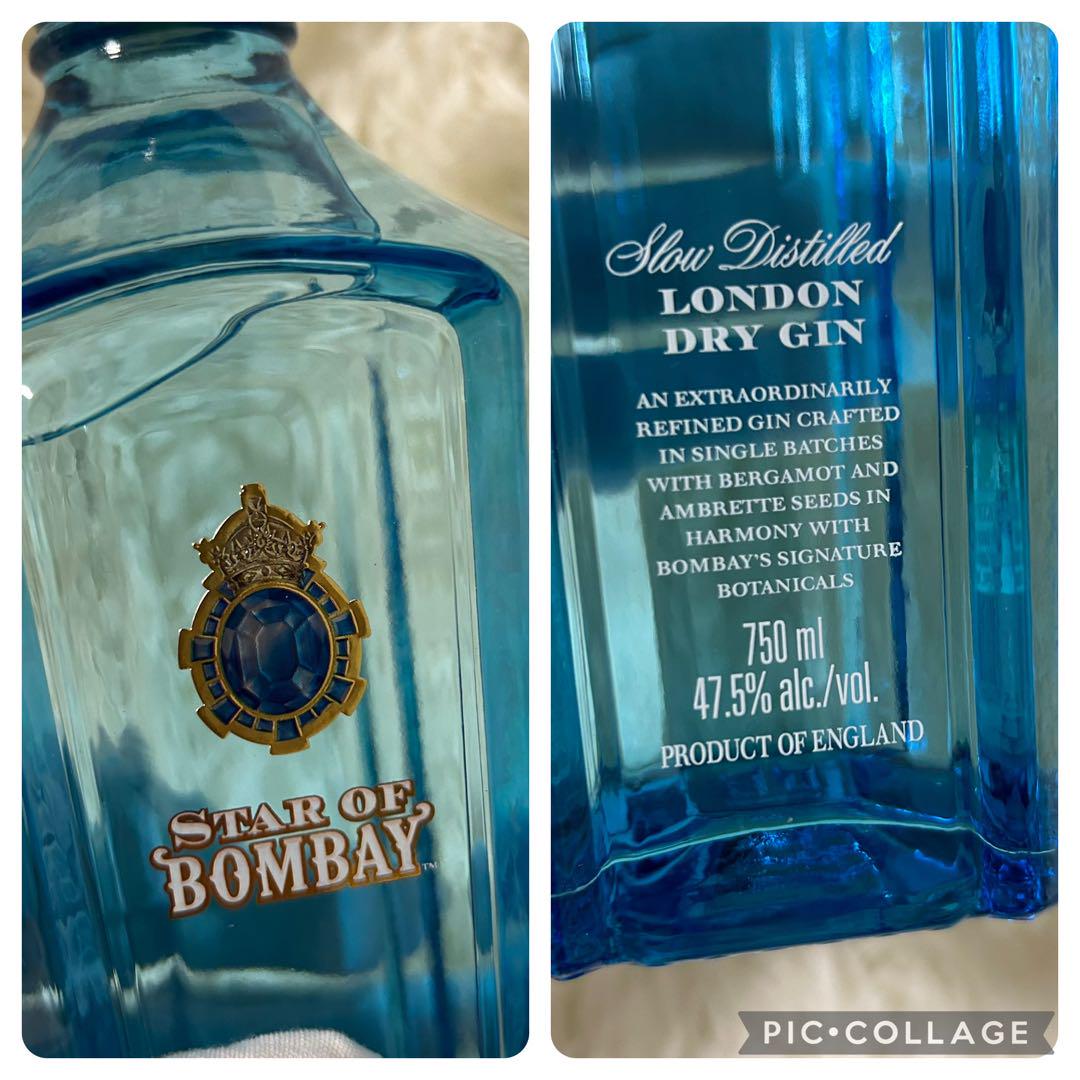 STAR OF
BOMBAY™
Slow Distilled
LONDON
DRY GIN
AN EXTRAORDINARILY
REFINED GIN CRAFTED
IN SINGLE BATCHES
WITH BERGAMOT AND
AMBRETTE SEEDS IN
HARMONY WITH
BOMBAY'S SIGNATURE
BOTANICALS
750 ml
47.5% alc./vol.
PRODUCT OF ENGLAND
PIC•COLLAGE